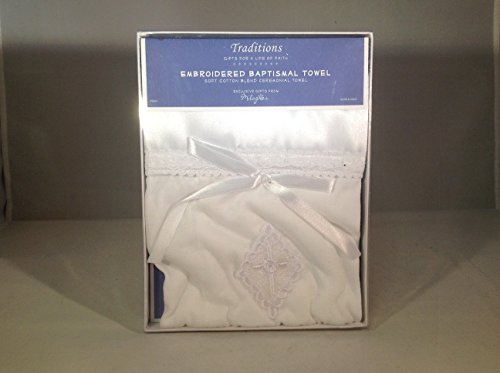 Traditions
GIFTS FOR A LIFE OF FAITH
EMBROIDERED BAPTISMAL TOWEL
SOFT COTTON BLEND CEREMONIAL TOWEL
EXCLUSIVE GIFTS FROM